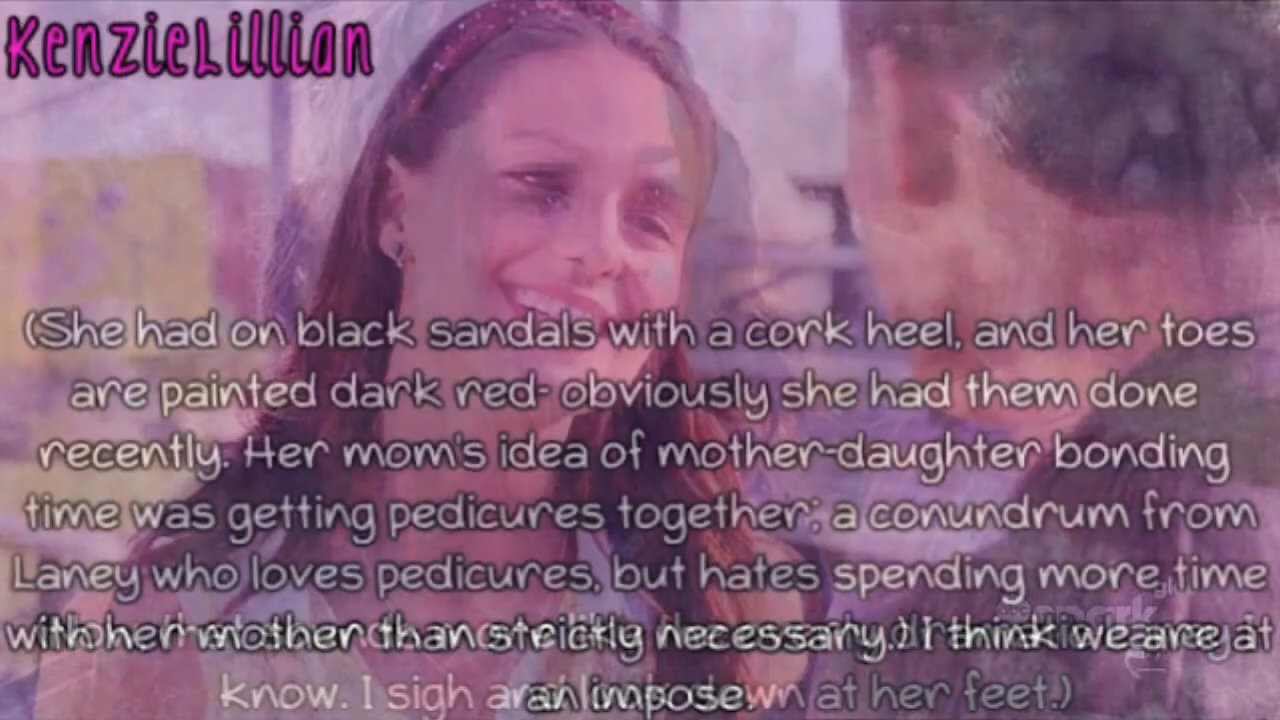 KenzieLillian
(She had on black sandals with a cork heel, and her toes
are painted dark red- obviously she had them done
recently. Her mom's idea of mother-daughter bonding
time was getting pedicures together; a conundrum from
Laney who loves pedicures, but hates spending more time
with her mother than strictly necessary.) I think we are at
an impose.
know. I sigh and down at her feet.)